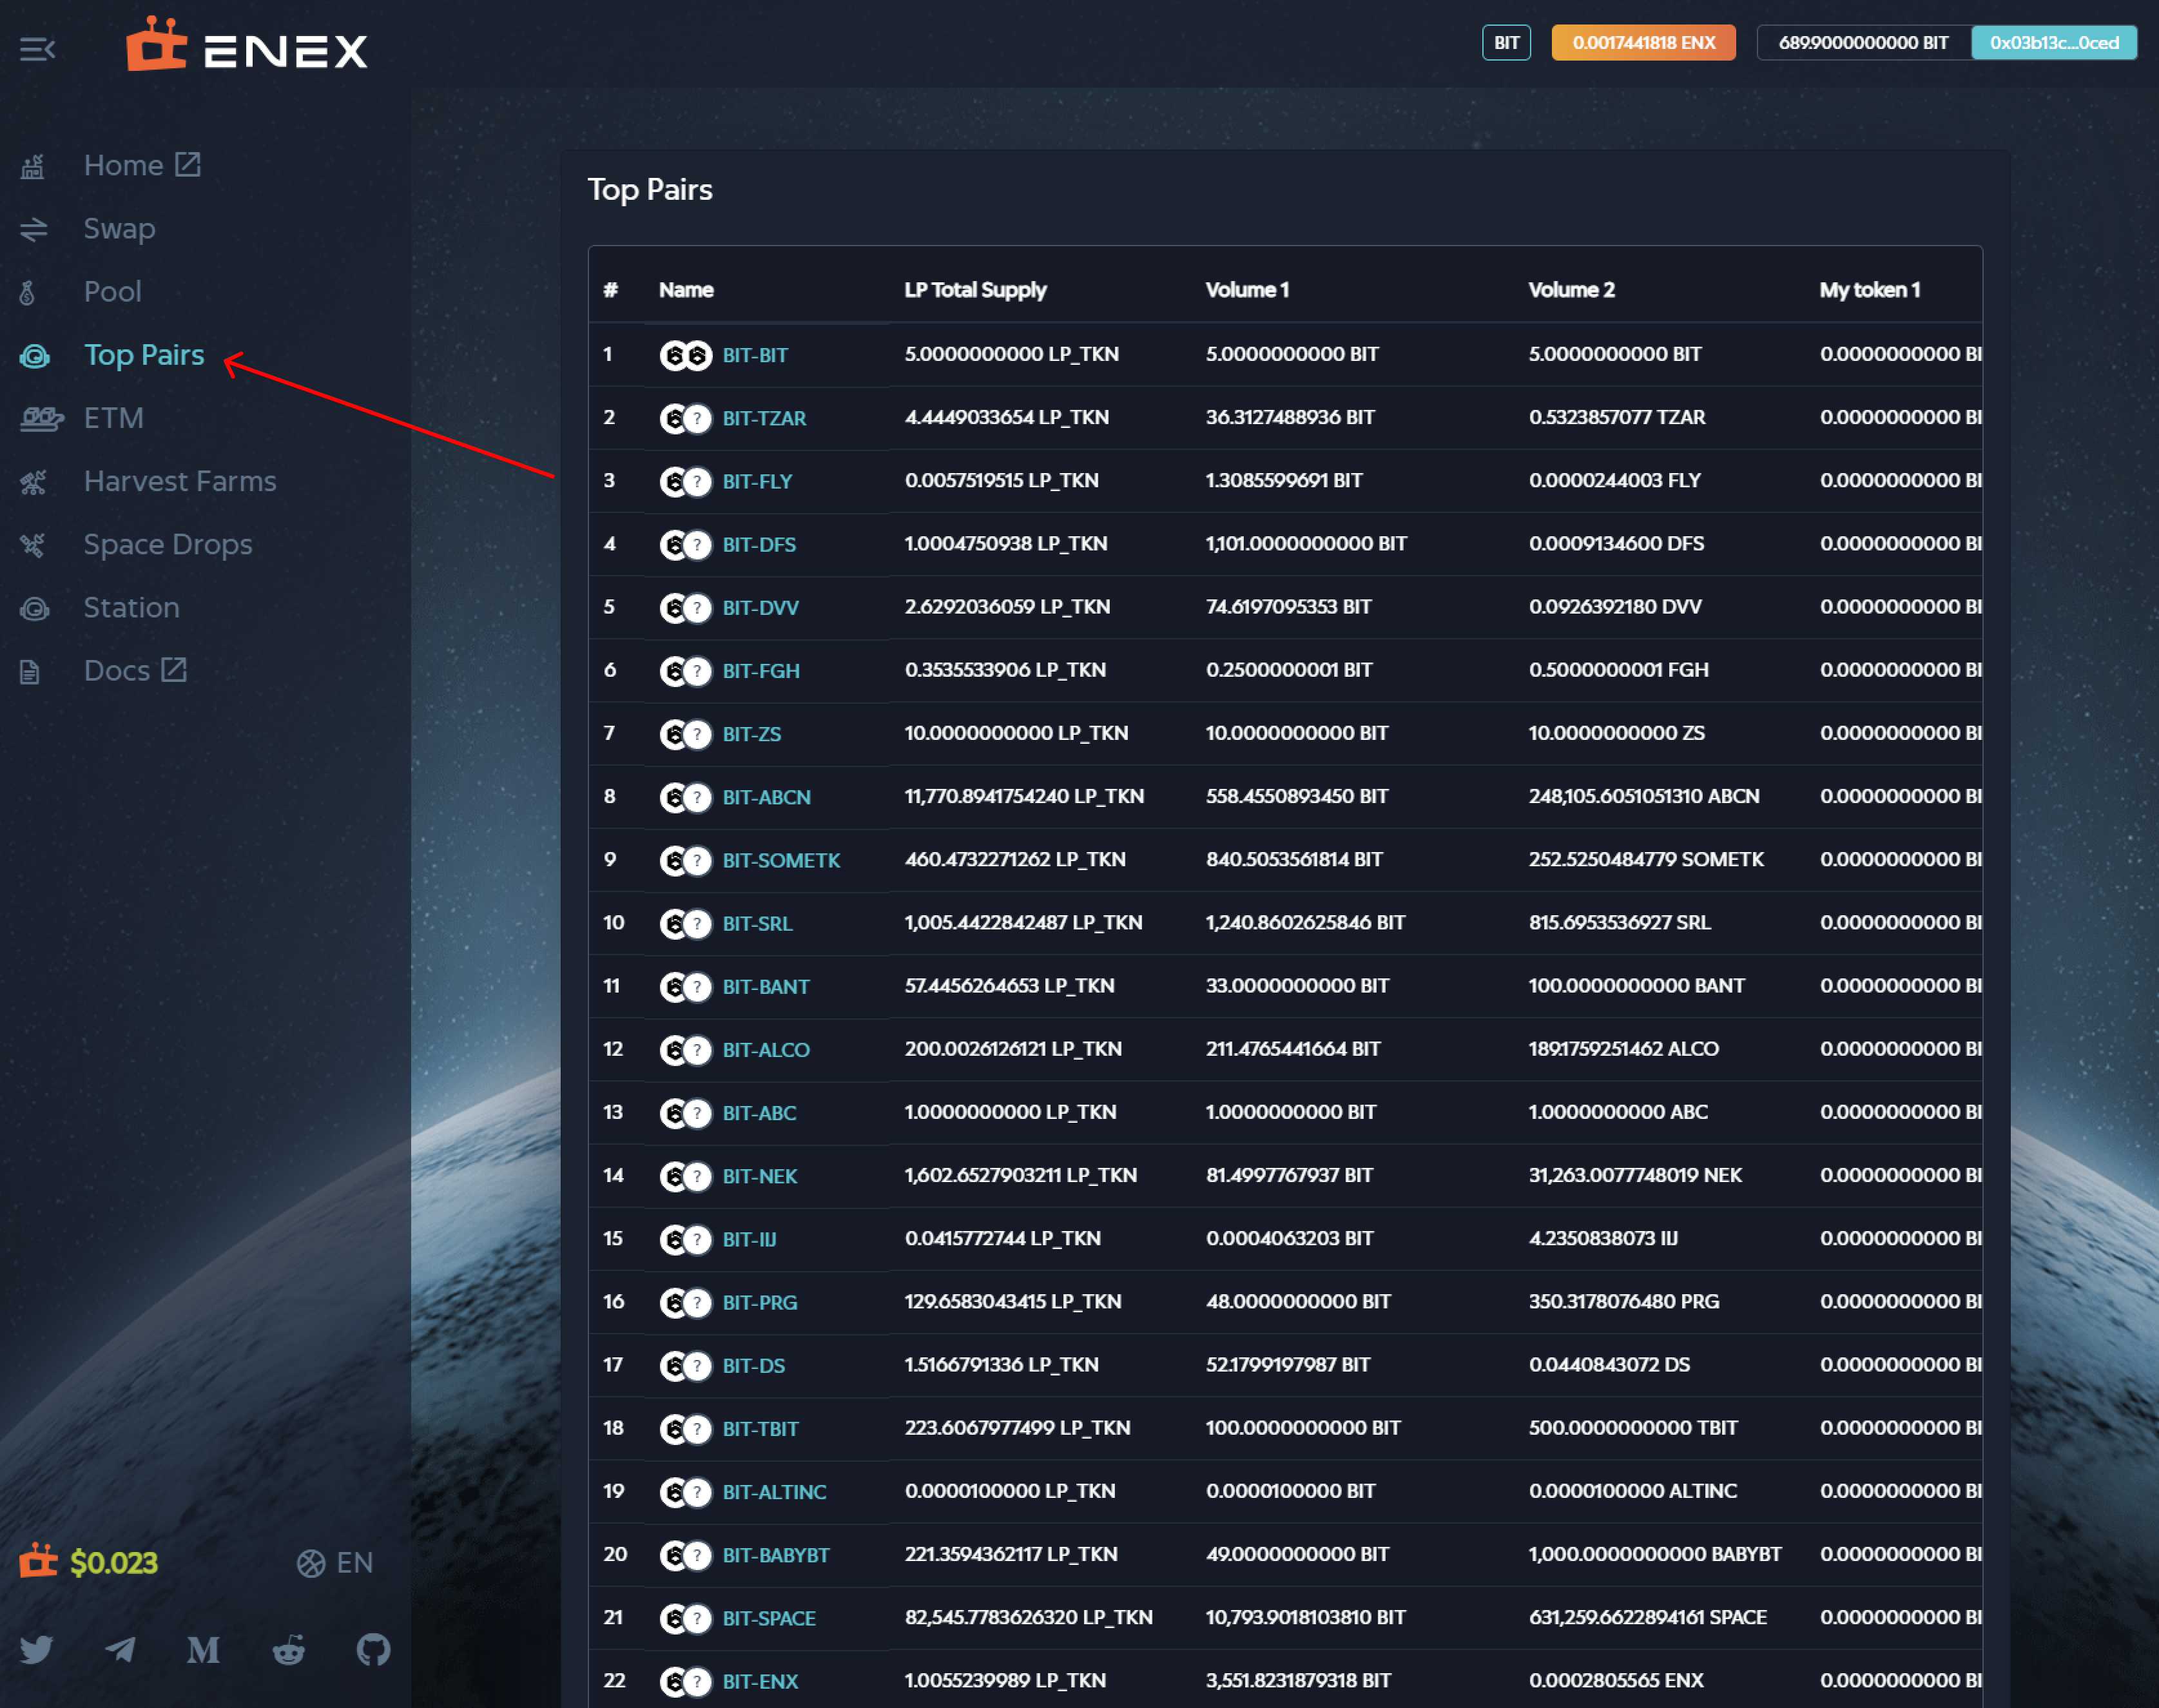 ENEX
BIT 0.0017441818 ENX 689.9000000000 BIT 0x03b13c...0ced
Home
Swap
Pool
Top Pairs
ETM
Harvest Farms
Space Drops
Station
Docs
$0.023 EN
Top Pairs
# Name LP Total Supply Volume 1 Volume 2 My token 1
1 BIT-BIT 5.0000000000 LP_TKN 5.0000000000 BIT 5.0000000000 BIT 0.0000000000 BI
2 ? BIT-TZAR 4.4449033654 LP_TKN 36.3127488936 BIT 0.5323857077 TZAR 0.0000000000 BI
3 ? BIT-FLY 0.0057519515 LP_TKN 1.3085599691 BIT 0.0000244003 FLY 0.0000000000 BI
4 ? BIT-DFS 1.0004750938 LP_TKN 1,101.0000000000 BIT 0.0009134600 DFS 0.0000000000 BI
5 ? BIT-DVV 2.6292036059 LP_TKN 74.6197095353 BIT 0.0926392180 DVV 0.0000000000 BI
6 ? BIT-FGH 0.3535533906 LP_TKN 0.2500000001 BIT 0.5000000001 FGH 0.0000000000 BI
7 ? BIT-ZS 10.0000000000 LP_TKN 10.0000000000 BIT 10.0000000000 ZS 0.0000000000 BI
8 ? BIT-ABCN 11,770.8941754240 LP_TKN 558.4550893450 BIT 248,105.6051051310 ABCN 0.0000000000 BI
9 ? BIT-SOMETK 460.4732271262 LP_TKN 840.5053561814 BIT 252.5250484779 SOMETK 0.0000000000 BI
10 ? BIT-SRL 1,005.4422842487 LP_TKN 1,240.8602625846 BIT 815.6953536927 SRL 0.0000000000 BI
11 ? BIT-BANT 57.4456264653 LP_TKN 33.0000000000 BIT 100.0000000000 BANT 0.0000000000 BI
12 ? BIT-ALCO 200.0026126121 LP_TKN 211.4765441664 BIT 189.1759251462 ALCO 0.0000000000 BI
13 ? BIT-ABC 1.0000000000 LP_TKN 1.0000000000 BIT 1.0000000000 ABC 0.0000000000 BI
14 ? BIT-NEK 1,602.6527903211 LP_TKN 81.4997767937 BIT 31,263.0077748019 NEK 0.0000000000 BI
15 ? BIT-IIJ 0.0415772744 LP_TKN 0.0004063203 BIT 4.2350838073 IIJ 0.0000000000 BI
16 ? BIT-PRG 129.6583043415 LP_TKN 48.0000000000 BIT 350.3178076480 PRG 0.0000000000 BI
17 ? BIT-DS 1.5166791336 LP_TKN 52.1799197987 BIT 0.0440843072 DS 0.0000000000 BI
18 ? BIT-TBIT 223.6067977499 LP_TKN 100.0000000000 BIT 500.0000000000 TBIT 0.0000000000 BI
19 ? BIT-ALTINC 0.0000100000 LP_TKN 0.0000100000 BIT 0.0000100000 ALTINC 0.0000000000 BI
20 ? BIT-BABYBT 221.3594362117 LP_TKN 49.0000000000 BIT 1,000.0000000000 BABYBT 0.0000000000 BI
21 ? BIT-SPACE 82,545.7783626320 LP_TKN 10,793.9018103810 BIT 631,259.6622894161 SPACE 0.0000000000 BI
22 ? BIT-ENX 1.0055239989 LP_TKN 3,551.8231879318 BIT 0.0002805565 ENX 0.0000000000 BI